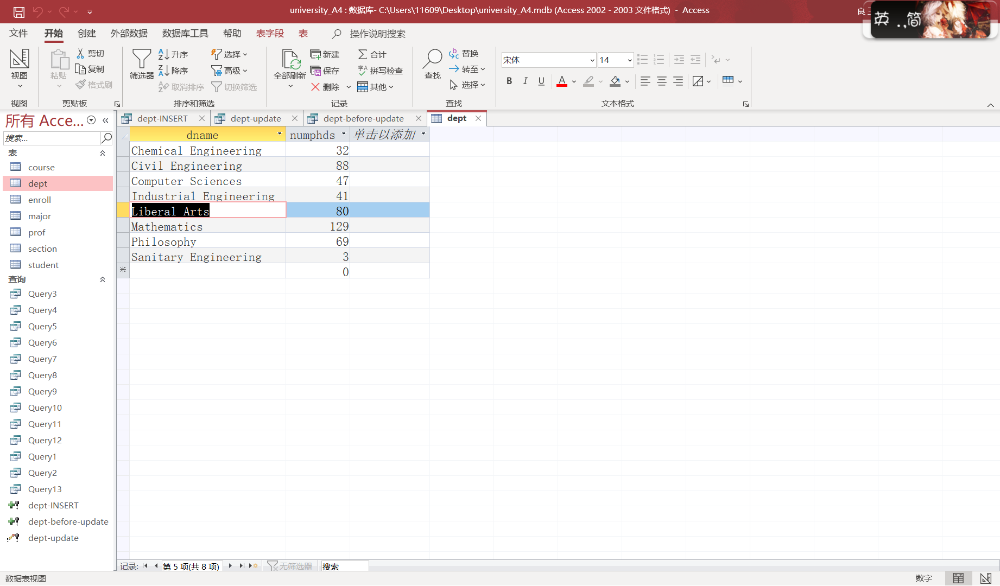 university_A4 : 数据库- C:\Users\11609\Desktop\university_A4.mdb (Access 2002 - 2003 文件格式) - Access
良
英 .,简
文件 开始 创建 外部数据 数据库工具 帮助 表字段 表 操作说明搜索
视图
粘贴
剪切
复制
格式刷
筛选器
升序
降序
取消排序
选择
高级
切换筛选
全部刷新
新建
保存
删除
合计
拼写检查
其他
查找
替换
转至
选择
宋体 14
B I U A
视图 剪贴板 排序和筛选 记录 查找 文本格式
所有 Acce...
搜索...
表
course
dept
enroll
major
prof
section
student
查询
Query3
Query4
Query5
Query6
Query7
Query8
Query9
Query10
Query11
Query12
Query1
Query2
Query13
dept-INSERT
dept-before-update
dept-update
dept-INSERT dept-update dept-before-update dept
dname numphds 单击以添加
Chemical Engineering 32
Civil Engineering 88
Computer Sciences 47
Industrial Engineering 41
Liberal Arts 80
Mathematics 129
Philosophy 69
Sanitary Engineering 3
0
记录: 第 5 项(共 8 项) 无筛选器 搜索
数据表视图 数字